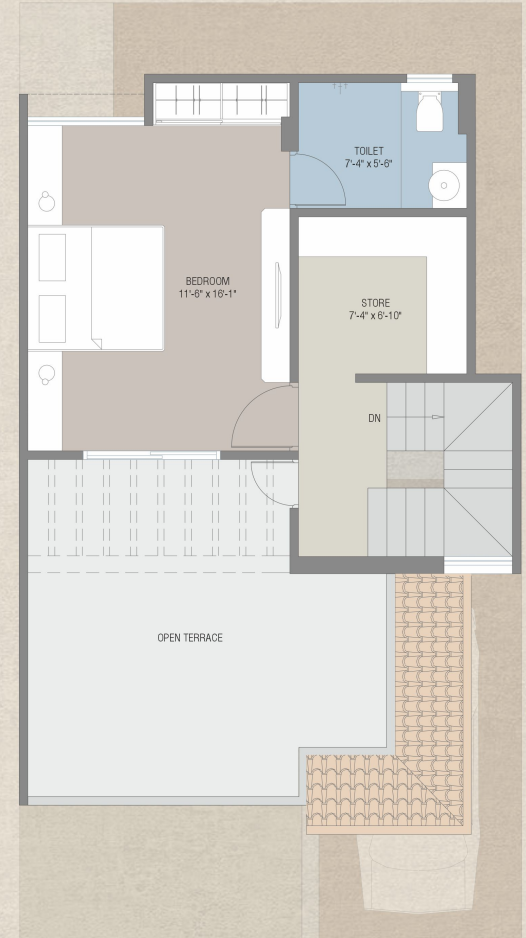 TOILET
7'-4" x 5'-6"
BEDROOM
11'-6" x 16'-1"
STORE
7'-4" x 6'-10"
DN
OPEN TERRACE